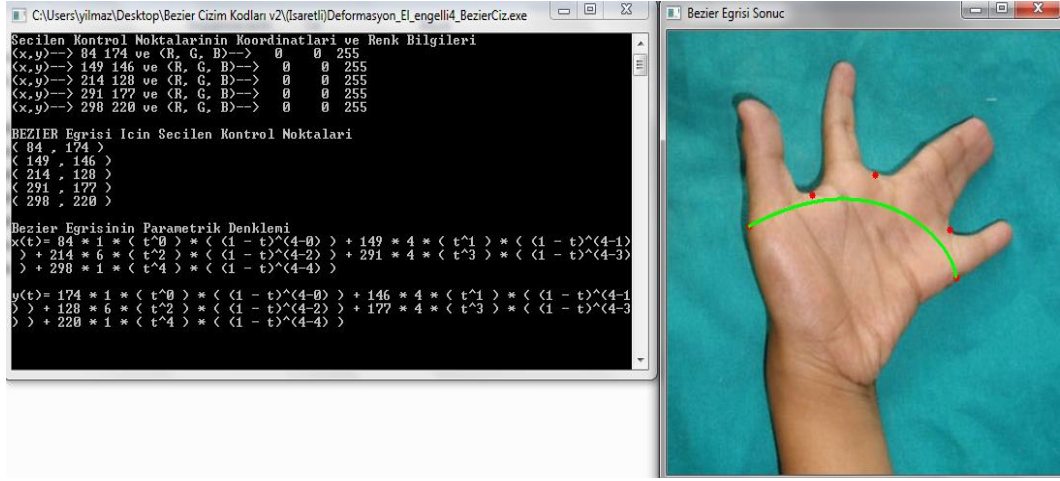 C:\Users\yilmaz\Desktop\Bezier Cizim Kodları v2\(Isaretli)Deformasyon_El_engelli4_BezierCiz.exe
Secilen Kontrol Noktalarinin Koordinatlari ve Renk Bilgileri
(x,y)--> 84 174 ve (R, G, B)--> 0 0 255
(x,y)--> 149 146 ve (R, G, B)--> 0 0 255
(x,y)--> 214 128 ve (R, G, B)--> 0 0 255
(x,y)--> 291 177 ve (R, G, B)--> 0 0 255
(x,y)--> 298 220 ve (R, G, B)--> 0 0 255
BEZIER Egrisi Icin Secilen Kontrol Noktalari
( 84 , 174 )
( 149 , 146 )
( 214 , 128 )
( 291 , 177 )
( 298 , 220 )
Bezier Egrisinin Parametrik Denklemi
x(t)= 84 * 1 * ( t^0 ) * ( (1 - t)^(4-0) ) + 149 * 4 * ( t^1 ) * ( (1 - t)^(4-1)
 ) + 214 * 6 * ( t^2 ) * ( (1 - t)^(4-2) ) + 291 * 4 * ( t^3 ) * ( (1 - t)^(4-3)
 ) + 298 * 1 * ( t^4 ) * ( (1 - t)^(4-4) )
y(t)= 174 * 1 * ( t^0 ) * ( (1 - t)^(4-0) ) + 146 * 4 * ( t^1 ) * ( (1 - t)^(4-1
) ) + 128 * 6 * ( t^2 ) * ( (1 - t)^(4-2) ) + 177 * 4 * ( t^3 ) * ( (1 - t)^(4-3
) ) + 220 * 1 * ( t^4 ) * ( (1 - t)^(4-4) )
Bezier Egrisi Sonuc